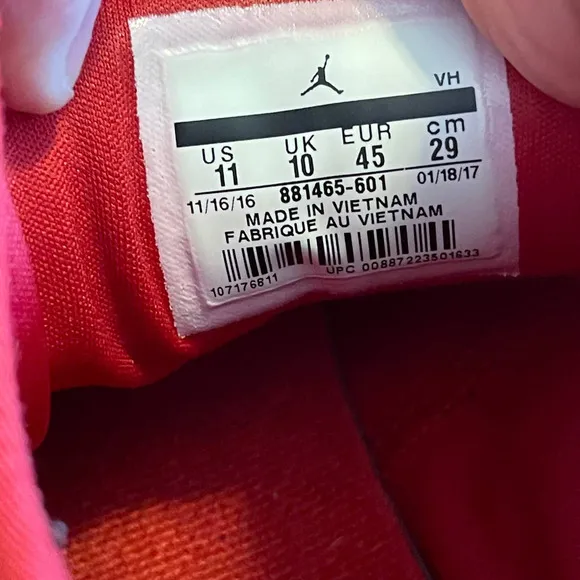 VH
US UK EUR cm
11 10 45 29
11/16/16 881465-601 01/18/17
MADE IN VIETNAM
FABRIQUE AU VIETNAM
107176811 UPC 00887223501633